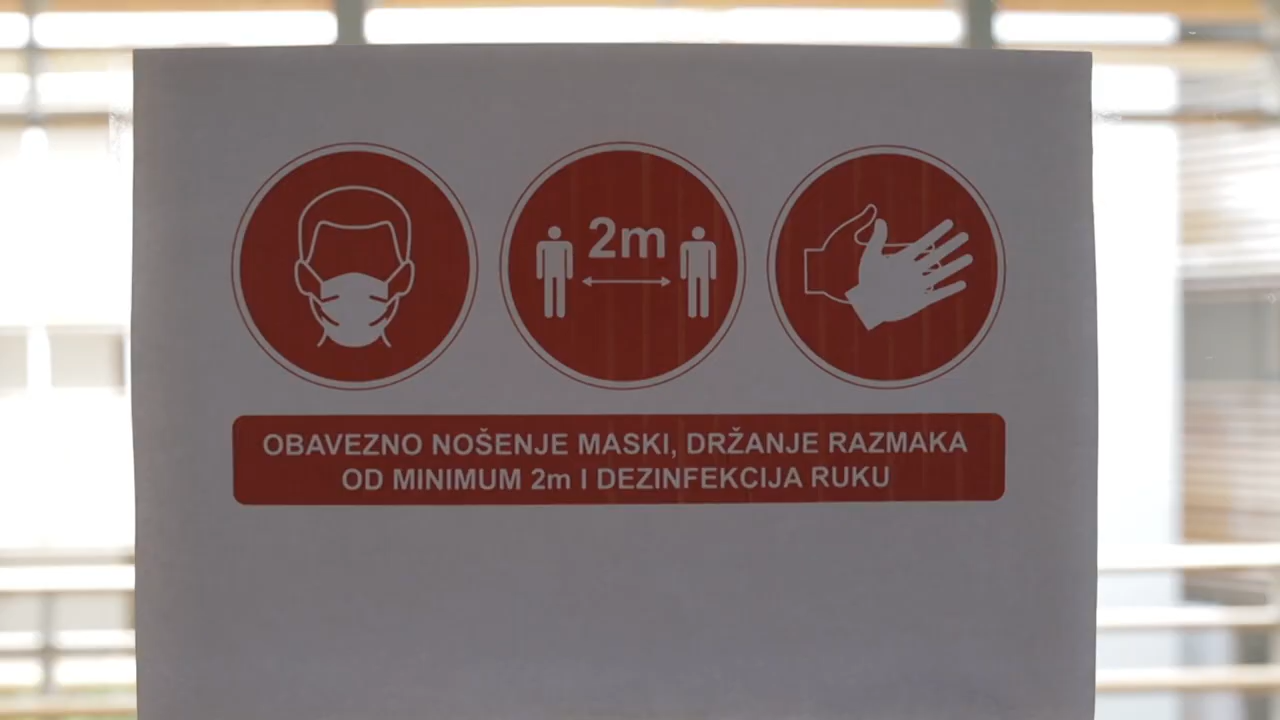 2m
OBAVEZNO NOŠENJE MASKI, DRŽANJE RAZMAKA
OD MINIMUM 2m I DEZINFEKCIJA RUKU